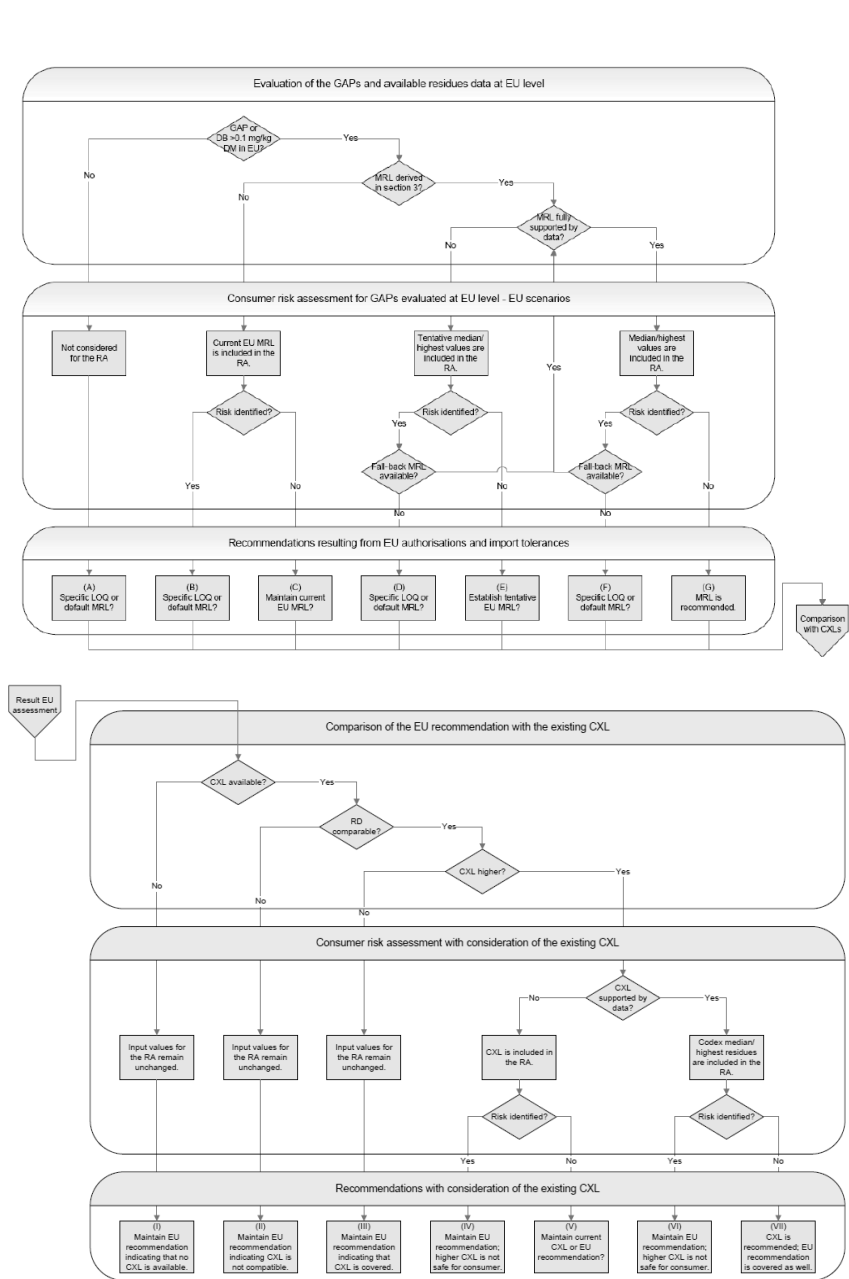 Evaluation of the GAPs and available residues data at EU level
GAP or
DB >0.1 mg/kg
DM in EU?
Yes
No
MRL derived
in section 3?
Yes
No
MRL fully
supported by
data?
No
Yes
Consumer risk assessment for GAPs evaluated at EU level - EU scenarios
Not considered
for the RA
Current EU MRL
is included in the
RA.
Tentative median/
highest values are
included in the
RA.
Median/highest
values are
included in the
RA.
Yes
Risk identified?
Risk identified?
Risk identified?
Yes
Yes
Fall-back MRL
available?
Fall-back MRL
available?
Yes
No
No
No
No
No
Recommendations resulting from EU authorisations and import tolerances
(A)
Specific LOQ or
default MRL?
(B)
Specific LOQ or
default MRL?
(C)
Maintain current
EU MRL?
(D)
Specific LOQ or
default MRL?
(E)
Establish tentative
EU MRL?
(F)
Specific LOQ or
default MRL?
(G)
MRL is
recommended.
Comparison
with CXLs
Result EU
assessment
Comparison of the EU recommendation with the existing CXL
CXL available?
Yes
RD
comparable?
Yes
CXL higher?
Yes
No
No
No
Consumer risk assessment with consideration of the existing CXL
CXL
supported by
data?
No
Yes
Input values for
the RA remain
unchanged.
Input values for
the RA remain
unchanged.
Input values for
the RA remain
unchanged.
CXL is included in
the RA.
Codex median/
highest residues
are included in the
RA.
Risk identified?
Risk identified?
Yes
No
Yes
No
Recommendations with consideration of the existing CXL
(I)
Maintain EU
recommendation
indicating that no
CXL is available.
(II)
Maintain EU
recommendation
indicating CXL is
not compatible.
(III)
Maintain EU
recommendation
indicating that
CXL is covered.
(IV)
Maintain EU
recommendation;
higher CXL is not
safe for consumer.
(V)
Maintain current
CXL or EU
recommendation?
(VI)
Maintain EU
recommendation;
higher CXL is not
safe for consumer.
(VII)
CXL is
recommended; EU
recommendation
is covered as well.